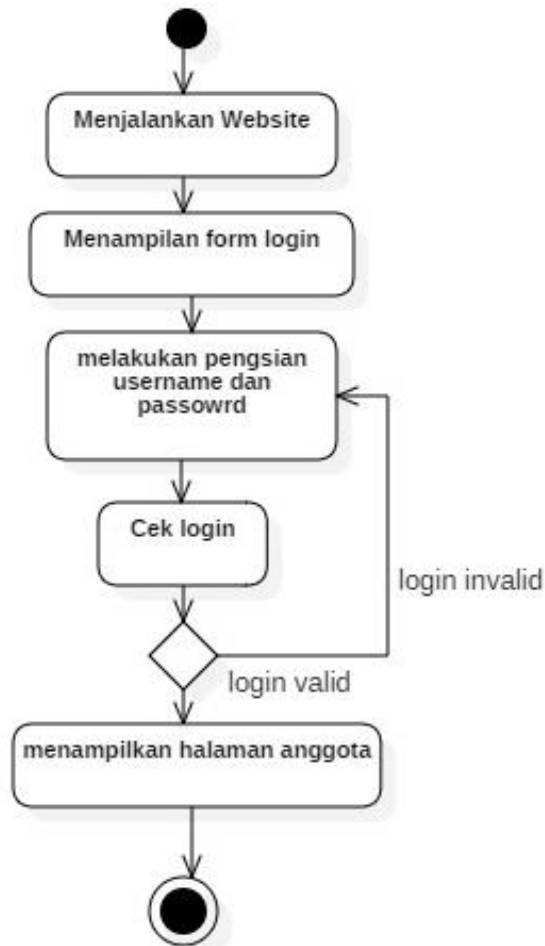 Menjalankan Website
Menampilan form login
melakukan pengsian
username dan
passowrd
Cek login
login invalid
login valid
menampilkan halaman anggota